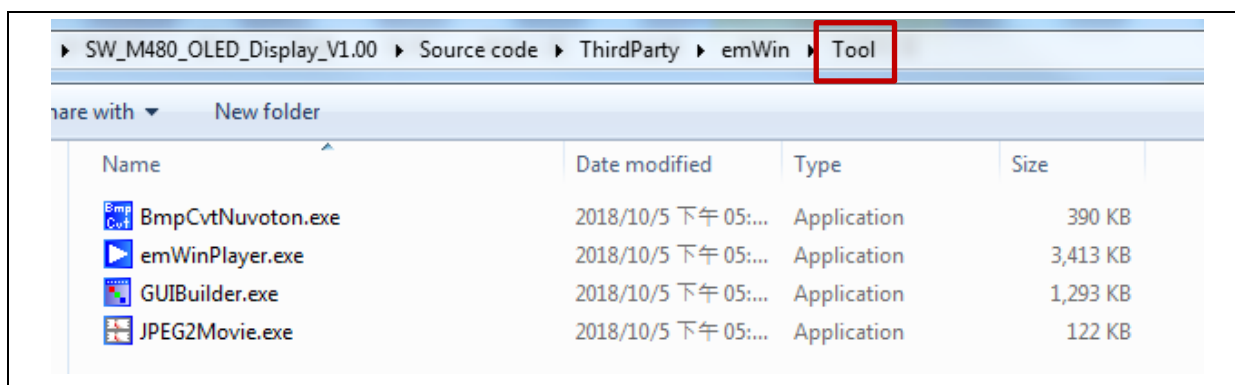 SW_M480_OLED_Display_V1.00 ▸ Source code ▸ ThirdParty ▸ emWin ▸ Tool
hare with New folder
Name Date modified Type Size
Bmp Cvt BmpCvtNuvoton.exe 2018/10/5 下午 05:... Application 390 KB
emWinPlayer.exe 2018/10/5 下午 05:... Application 3,413 KB
GUIBuilder.exe 2018/10/5 下午 05:... Application 1,293 KB
JPEG2Movie.exe 2018/10/5 下午 05:... Application 122 KB